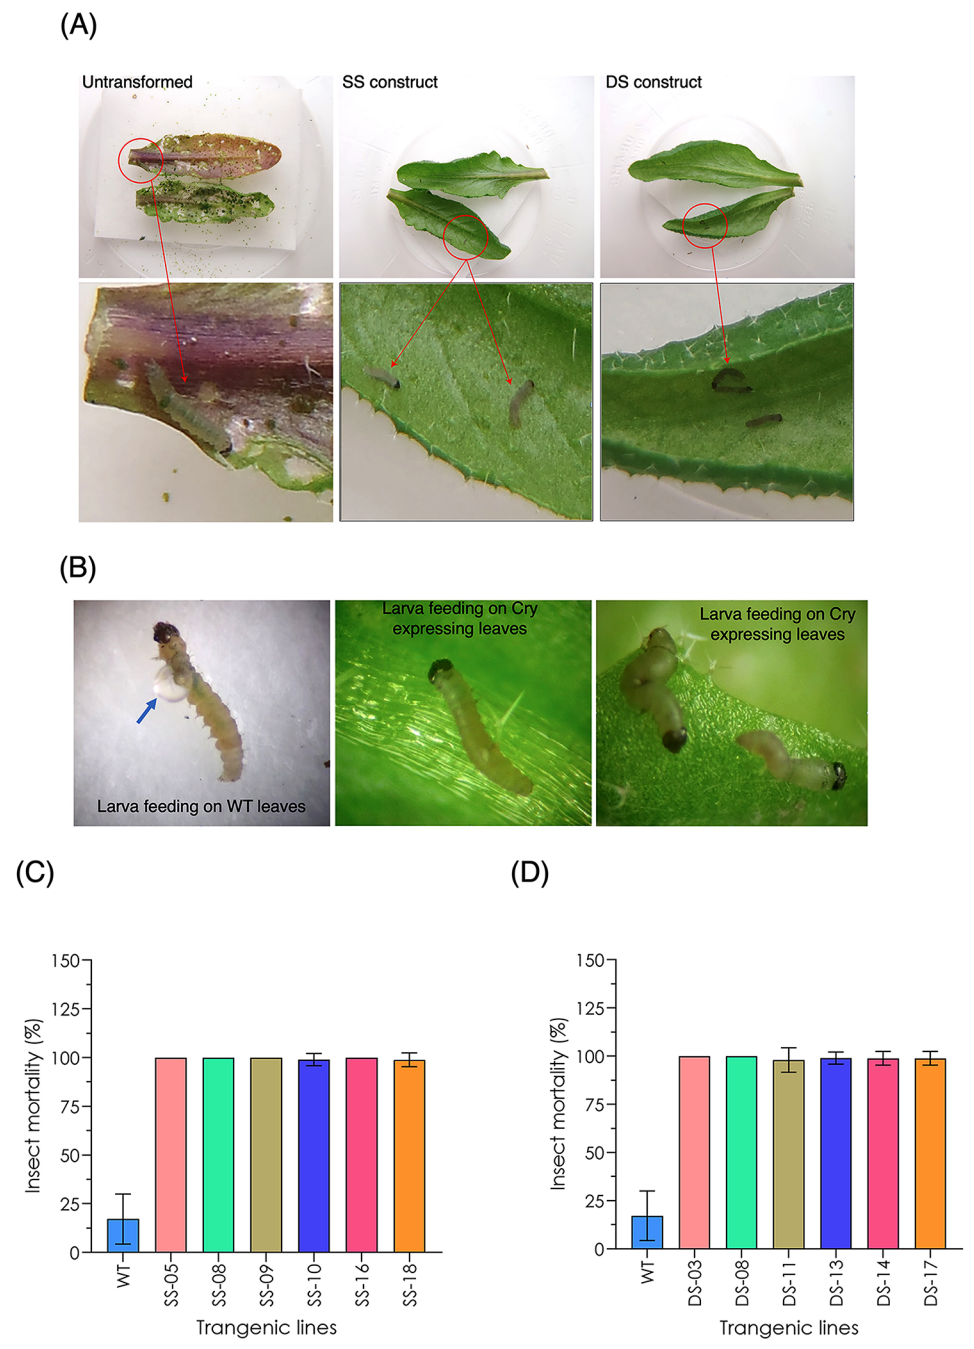 (A)
Untransformed
SS construct
DS construct
(B)
Larva feeding on WT leaves
Larva feeding on Cry
expressing leaves
Larva feeding on Cry
expressing leaves
(C)
Insect mortality (%)
150
125
100
75
50
25
0
WT
SS-05
SS-08
SS-09
SS-10
SS-16
SS-18
Trangenic lines
(D)
Insect mortality (%)
150
125
100
75
50
25
0
WT
DS-03
DS-08
DS-11
DS-13
DS-14
DS-17
Trangenic lines